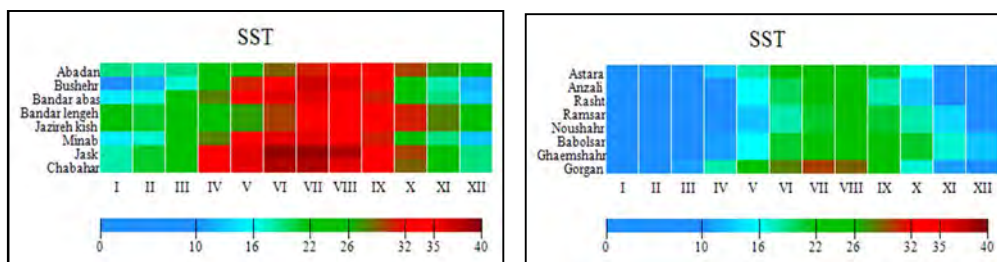 SST
Abadan
Bushehr
Bandar abas
Bandar lengeh
Jazireh kish
Minab
Jask
Chabahar
I II III IV V VI VII VIII IX X XI XII
0 10 16 22 26 32 35 40
SST
Astara
Anzali
Rasht
Ramsar
Noushahr
Babolsar
Ghaemshahr
Gorgan
I II III IV V VI VII VIII IX X XI XII
0 10 16 22 26 32 35 40